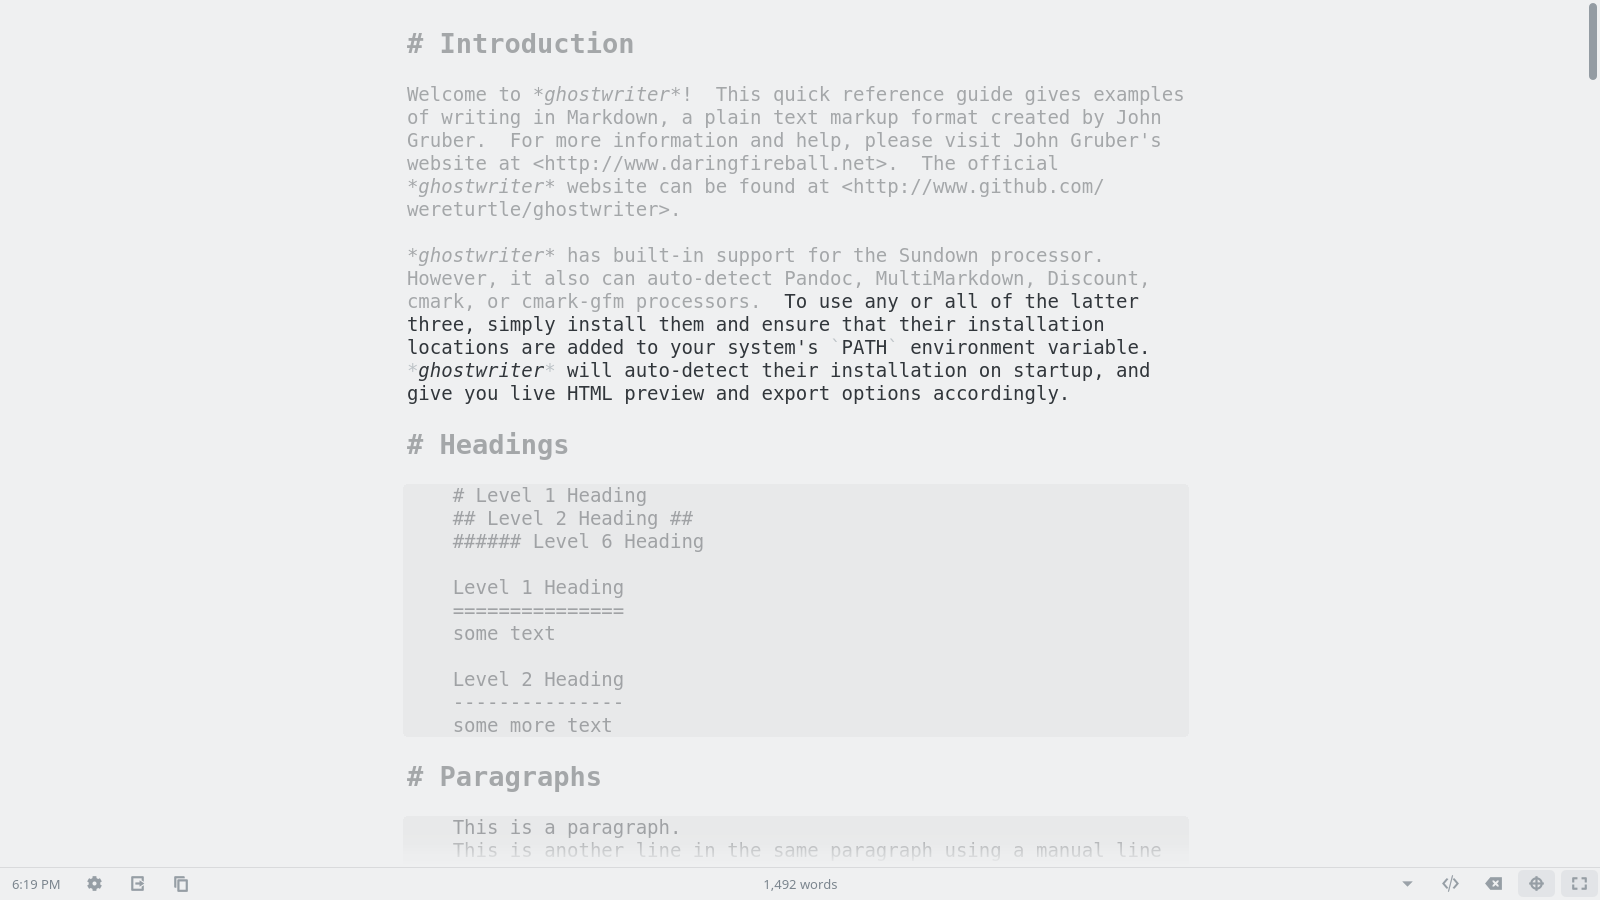 # Introduction
Welcome to *ghostwriter*!  This quick reference guide gives examples
of writing in Markdown, a plain text markup format created by John
Gruber.  For more information and help, please visit John Gruber's
website at <http://www.daringfireball.net>.  The official
*ghostwriter* website can be found at <http://www.github.com/
wereturtle/ghostwriter>.
*ghostwriter* has built-in support for the Sundown processor.
However, it also can auto-detect Pandoc, MultiMarkdown, Discount,
cmark, or cmark-gfm processors.  To use any or all of the latter
three, simply install them and ensure that their installation
locations are added to your system's `PATH` environment variable.
*ghostwriter* will auto-detect their installation on startup, and
give you live HTML preview and export options accordingly.
# Headings
# Level 1 Heading
## Level 2 Heading ##
###### Level 6 Heading
Level 1 Heading
===============
some text
Level 2 Heading
---------------
some more text
# Paragraphs
This is a paragraph.
This is another line in the same paragraph using a manual line
6:19 PM
1,492 words